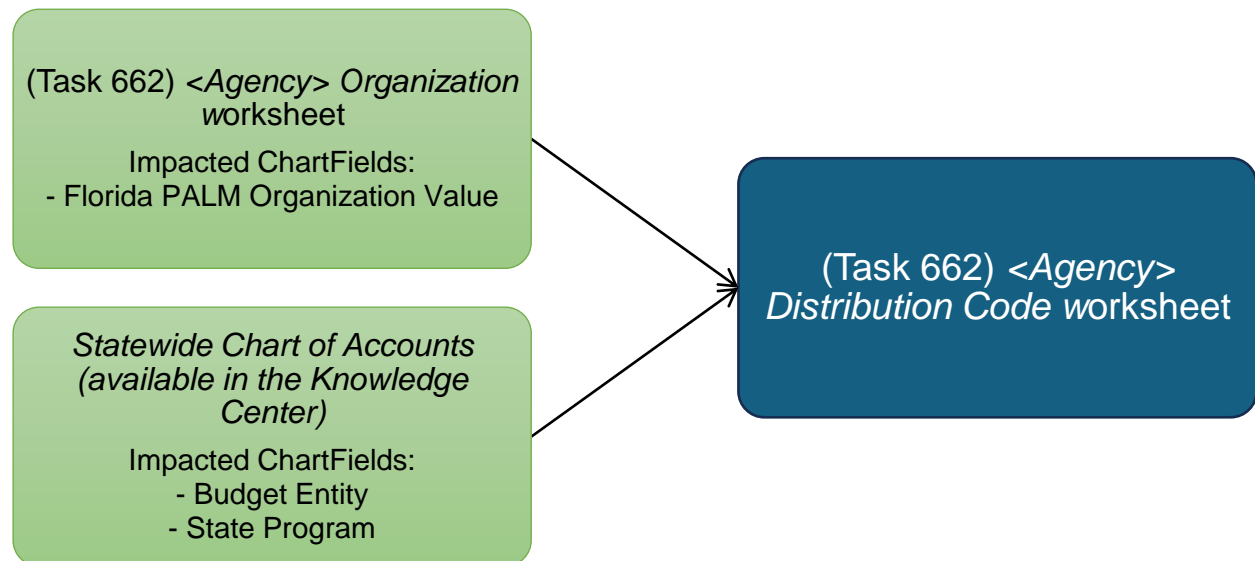 (Task 662) <Agency> Organization
worksheet
Impacted ChartFields:
- Florida PALM Organization Value
Statewide Chart of Accounts
(available in the Knowledge
Center)
Impacted ChartFields:
- Budget Entity
- State Program
(Task 662) <Agency>
Distribution Code worksheet